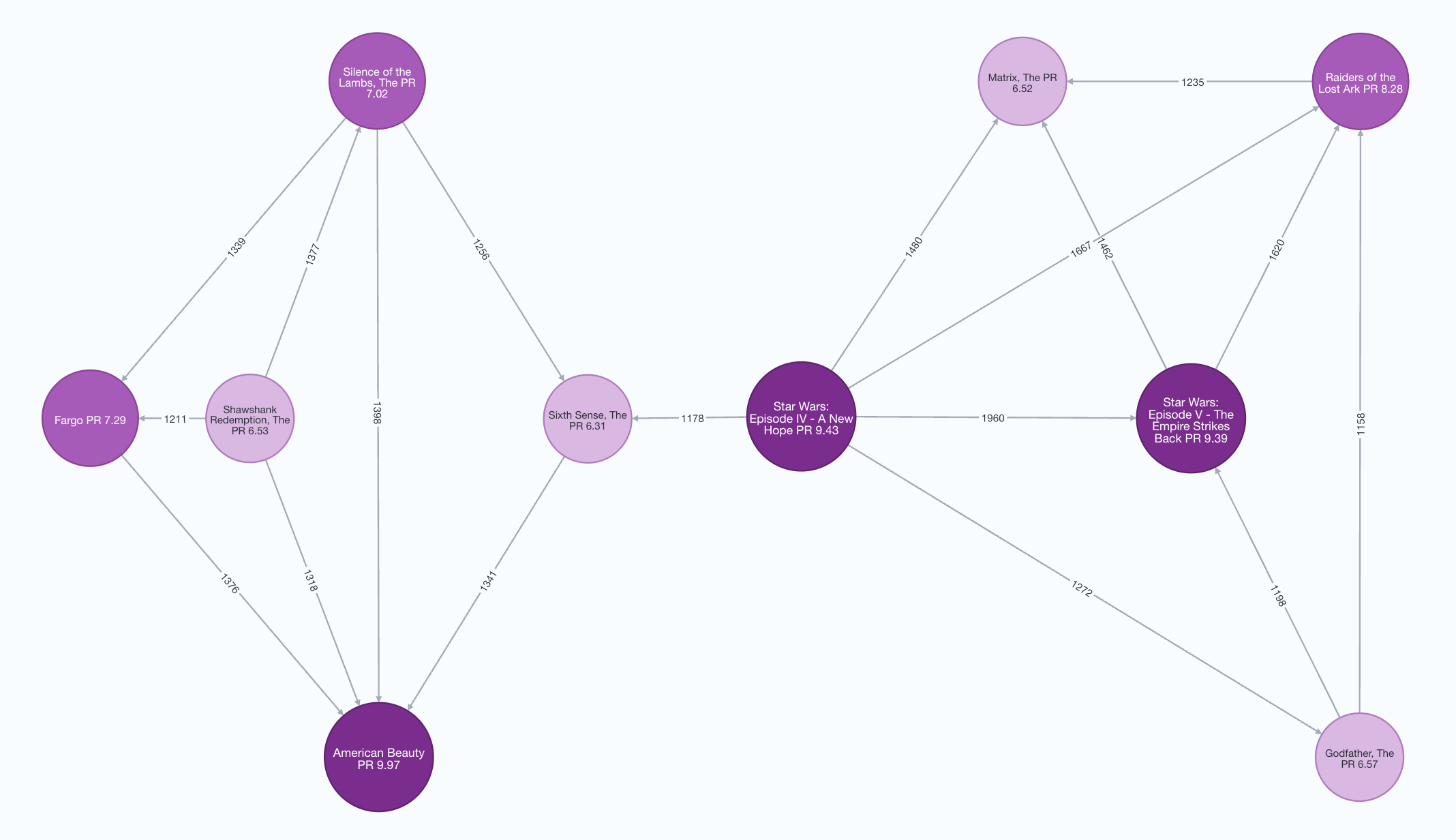 Silence of the
Lambs, The PR
7.02
Matrix, The PR
6.52
1235
Raiders of the
Lost Ark PR 8.28
1339
1377
1256
1480
1667
1462
1620
Fargo PR 7.29
1211
Shawshank
Redemption, The
PR 6.53
1398
Sixth Sense, The
PR 6.31
1178
Star Wars:
Episode IV - A New
Hope PR 9.43
1960
Star Wars:
Episode V - The
Empire Strikes
Back PR 9.39
1158
1376
1318
1341
1272
1198
American Beauty
PR 9.97
Godfather, The
PR 6.57